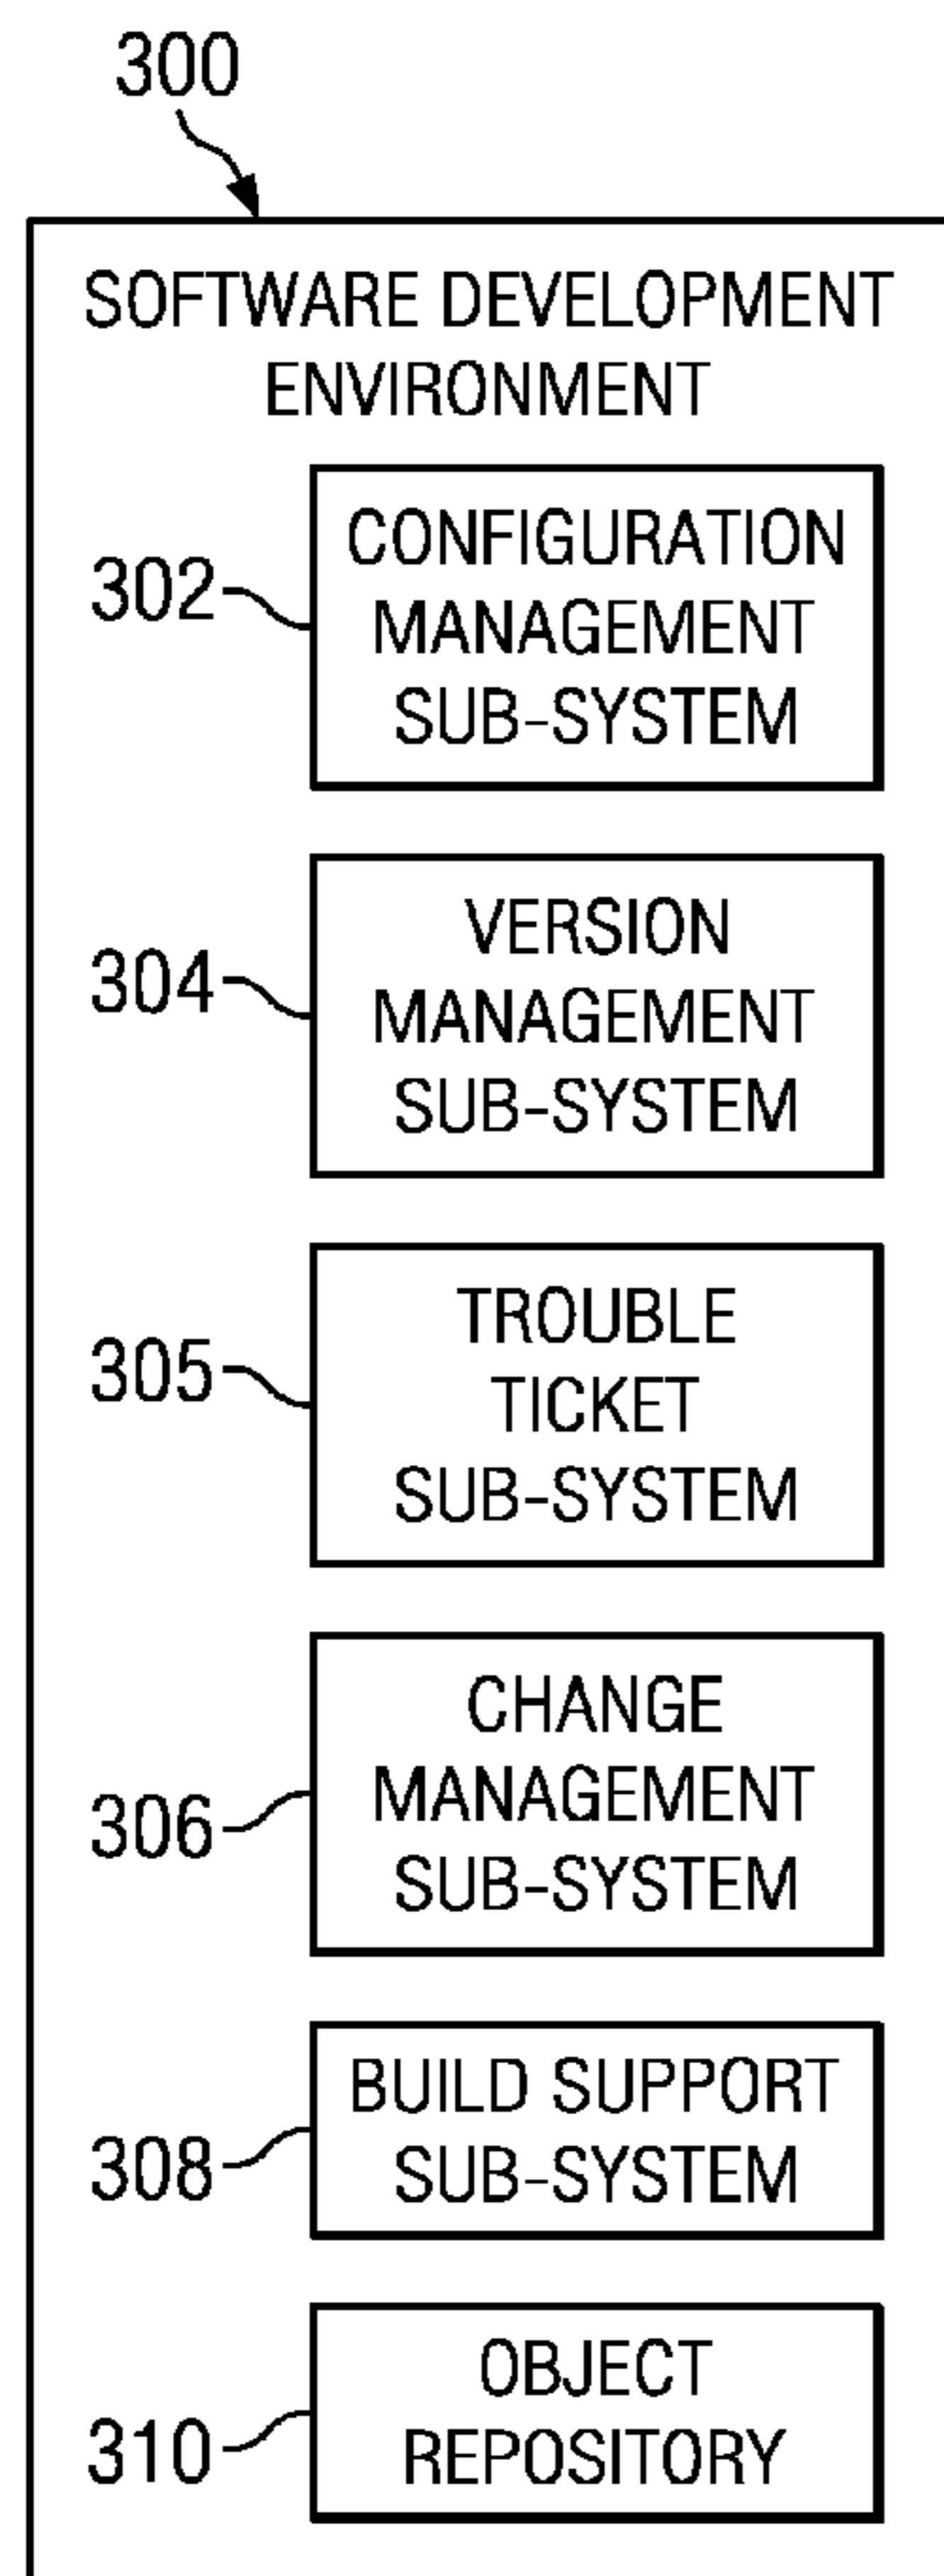 300
SOFTWARE DEVELOPMENT
ENVIRONMENT
302
CONFIGURATION
MANAGEMENT
SUB-SYSTEM
304
VERSION
MANAGEMENT
SUB-SYSTEM
305
TROUBLE
TICKET
SUB-SYSTEM
306
CHANGE
MANAGEMENT
SUB-SYSTEM
308
BUILD SUPPORT
SUB-SYSTEM
310
OBJECT
REPOSITORY